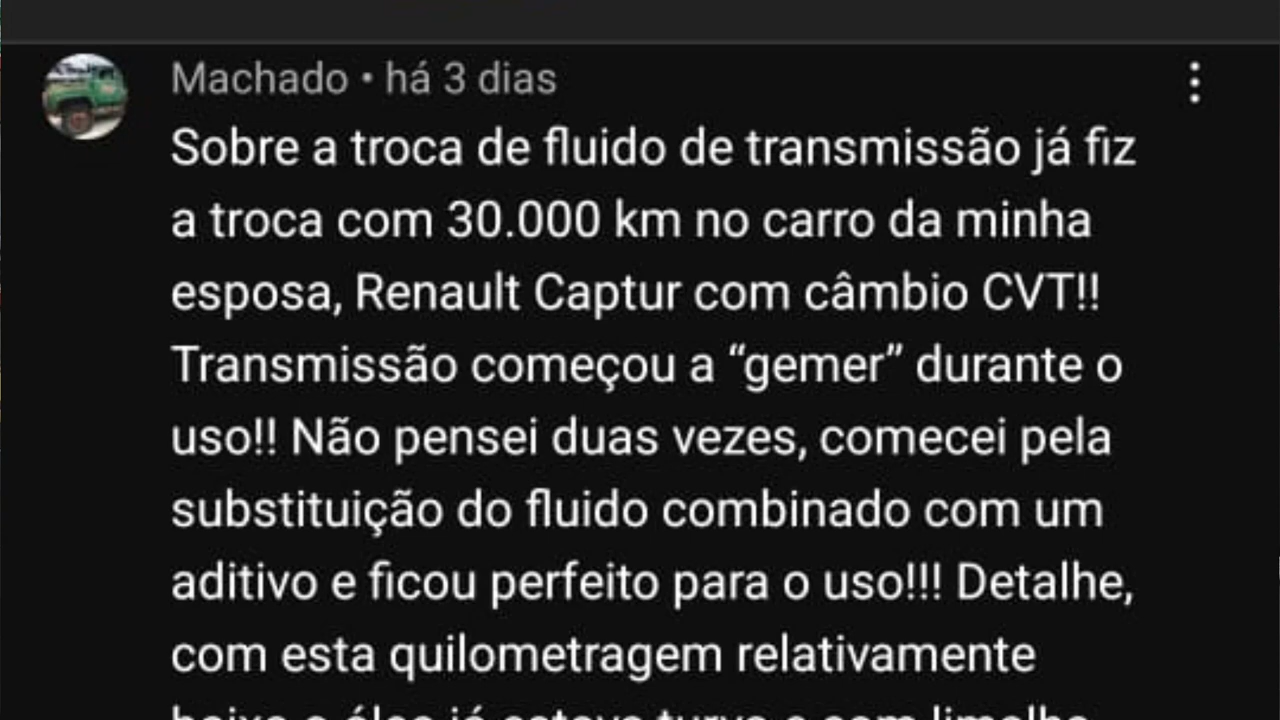 Machado • há 3 dias
Sobre a troca de fluido de transmissão já fiz
a troca com 30.000 km no carro da minha
esposa, Renault Captur com câmbio CVT!!
Transmissão começou a “gemer” durante o
uso!! Não pensei duas vezes, comecei pela
substituição do fluido combinado com um
aditivo e ficou perfeito para o uso!!! Detalhe,
com esta quilometragem relativamente